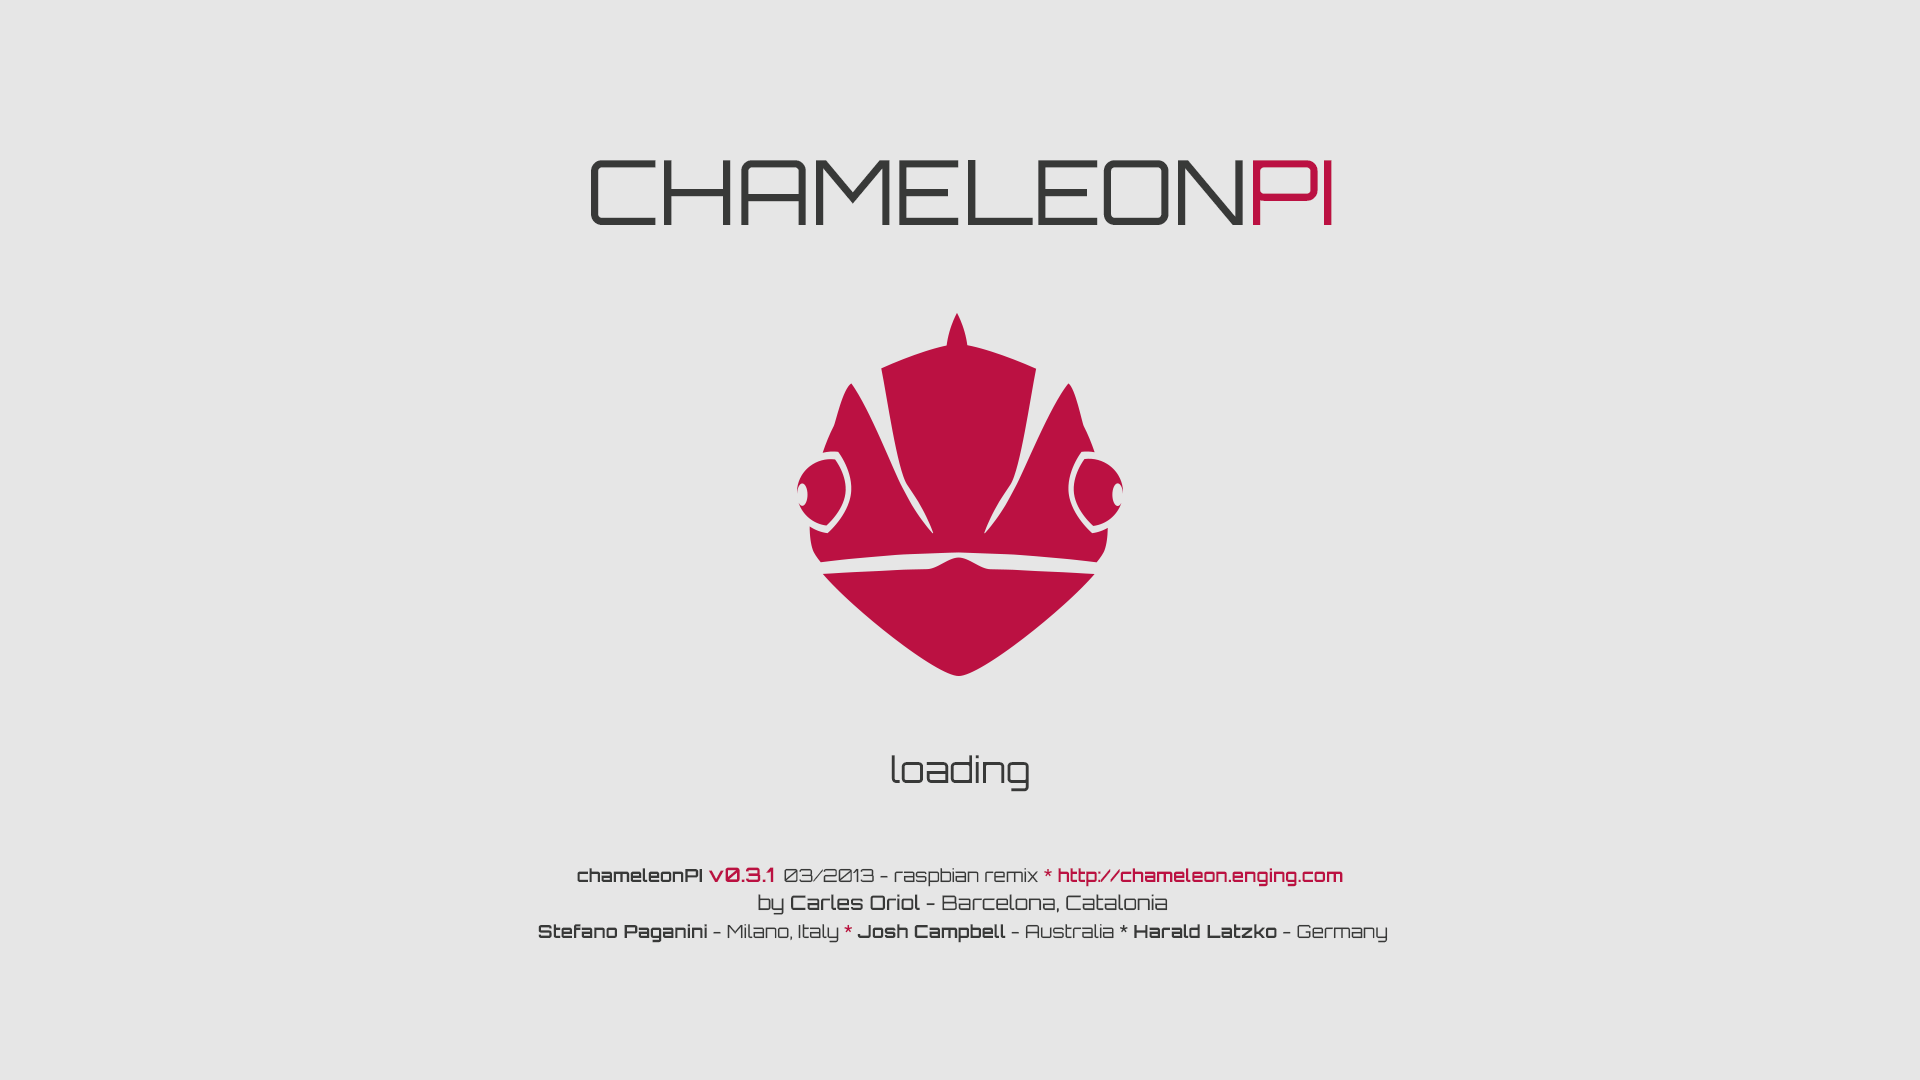 CHAMELEONPI
loading
chameleonPI v0.3.1 03/2013 - raspbian remix * http://chameleon.enging.com
by Carles Oriol - Barcelona, Catalonia
Stefano Paganini - Milano, Italy * Josh Campbell - Australia * Harald Latzko - Germany